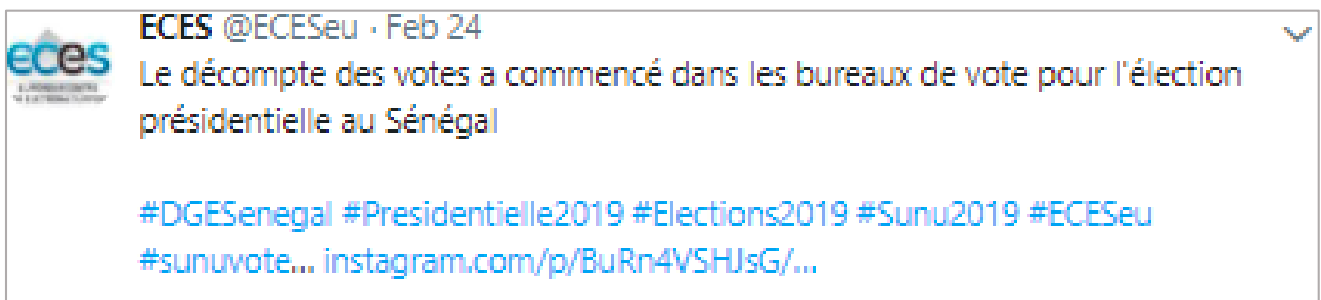 ECES @ECESeu · Feb 24
eces
Le décompte des votes a commencé dans les bureaux de vote pour l'élection
présidentielle au Sénégal
#DGESenegal #Presidentielle2019 #Elections2019 #Sunu2019 #ECESeu
#sunuvote... instagram.com/p/BuRn4VSHJsG/...